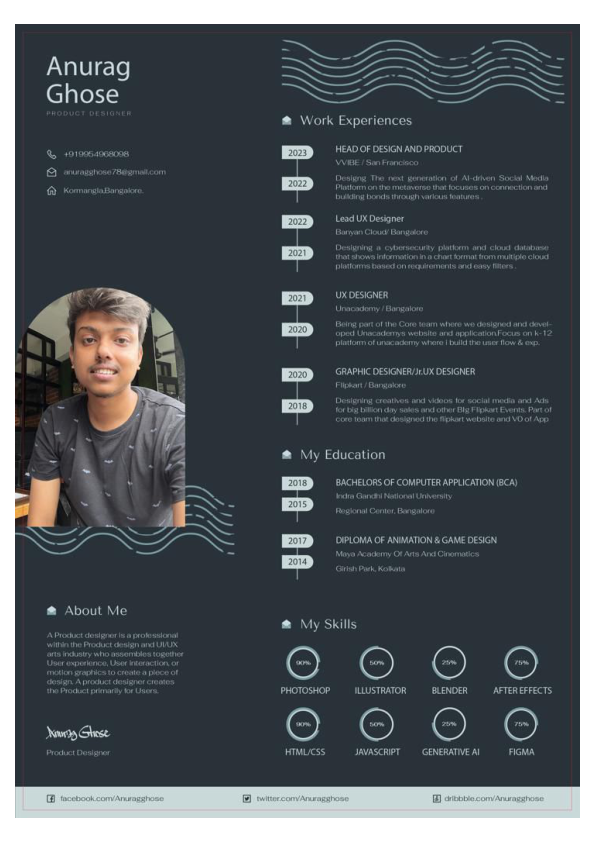 Anurag
Ghose
PRODUCT DESIGNER
+919954968098
anuragghose78@gmail.com
Kormangla,Bangalore.
About Me
A Product designer is a professional
within the Product design and UI/UX
arts industry who assembles together
User experience, User interaction, or
motion graphics to create a piece of
design. A product designer creates
the Product primarily for Users.
Anurag Ghose
Product Designer
Work Experiences
2023
2022
HEAD OF DESIGN AND PRODUCT
VVIBE / San Francisco
Designg The next generation of AI-driven Social Media
Platform on the metaverse that focuses on connection and
building bonds through various features .
2022
2021
Lead UX Designer
Banyan Cloud/ Bangalore
Designing a cybersecurity platform and cloud database
that shows information in a chart format from multiple cloud
platforms based on requirements and easy filters .
2021
2020
UX DESIGNER
Unacademy / Bangalore
Being part of the Core team where we designed and devel-
oped Unacademys website and application.Focus on k-12
platform of unacademy where I build the user flow & exp.
2020
2018
GRAPHIC DESIGNER/Jr.UX DESIGNER
Flipkart / Bangalore
Designing creatives and videos for social media and Ads
for big billion day sales and other BIg Flipkart Events. Part of
core team that designed the flipkart website and V0 of App
My Education
2018
2015
BACHELORS OF COMPUTER APPLICATION (BCA)
Indra Gandhi National University
Regional Center, Bangalore
2017
2014
DIPLOMA OF ANIMATION & GAME DESIGN
Maya Academy Of Arts And Cinematics
Girish Park, Kolkata
My Skills
90% 50% 25% 75%
PHOTOSHOP ILLUSTRATOR BLENDER AFTER EFFECTS
90% 50% 25% 75%
HTML/CSS JAVASCRIPT GENERATIVE AI FIGMA
facebook.com/Anuragghose twitter.com/Anuragghose dribbble.com/Anuragghose